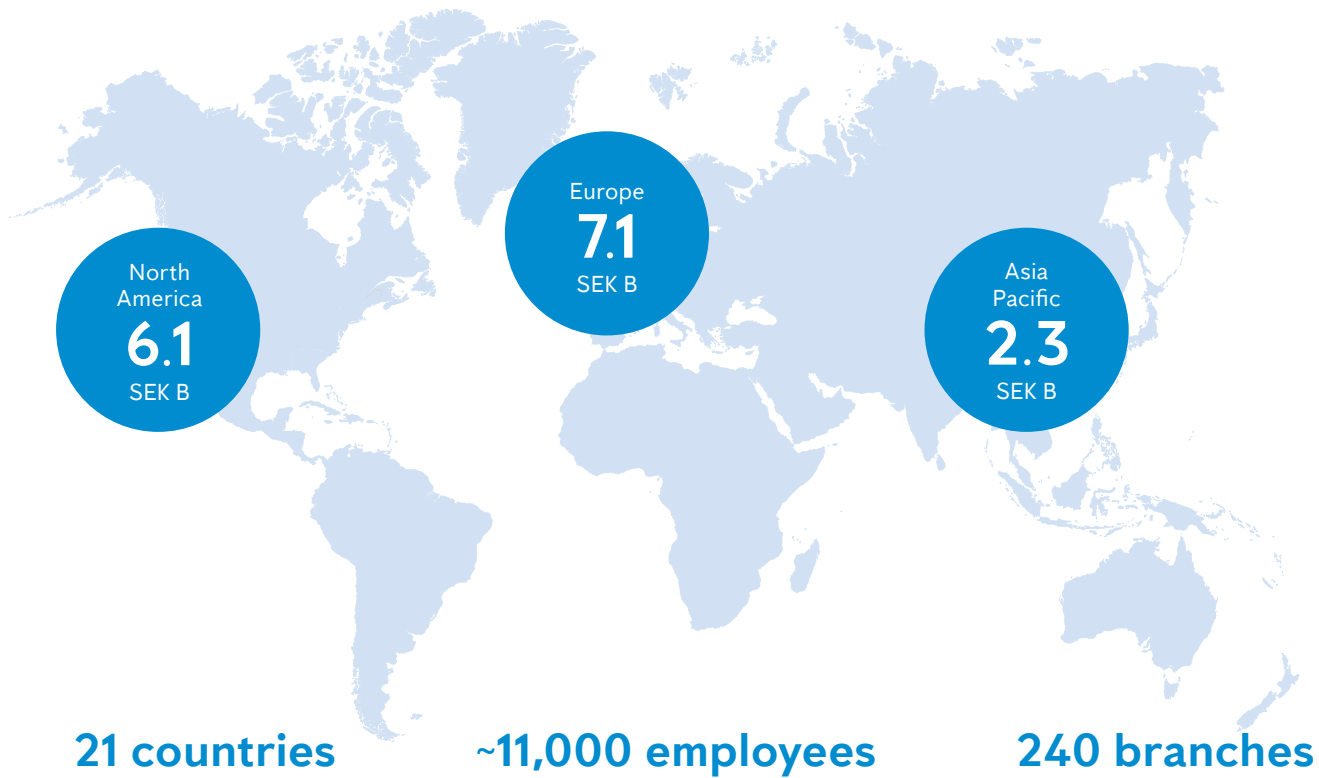 North
America
6.1
SEK B
Europe
7.1
SEK B
Asia
Pacific
2.3
SEK B
21 countries
~11,000 employees
240 branches